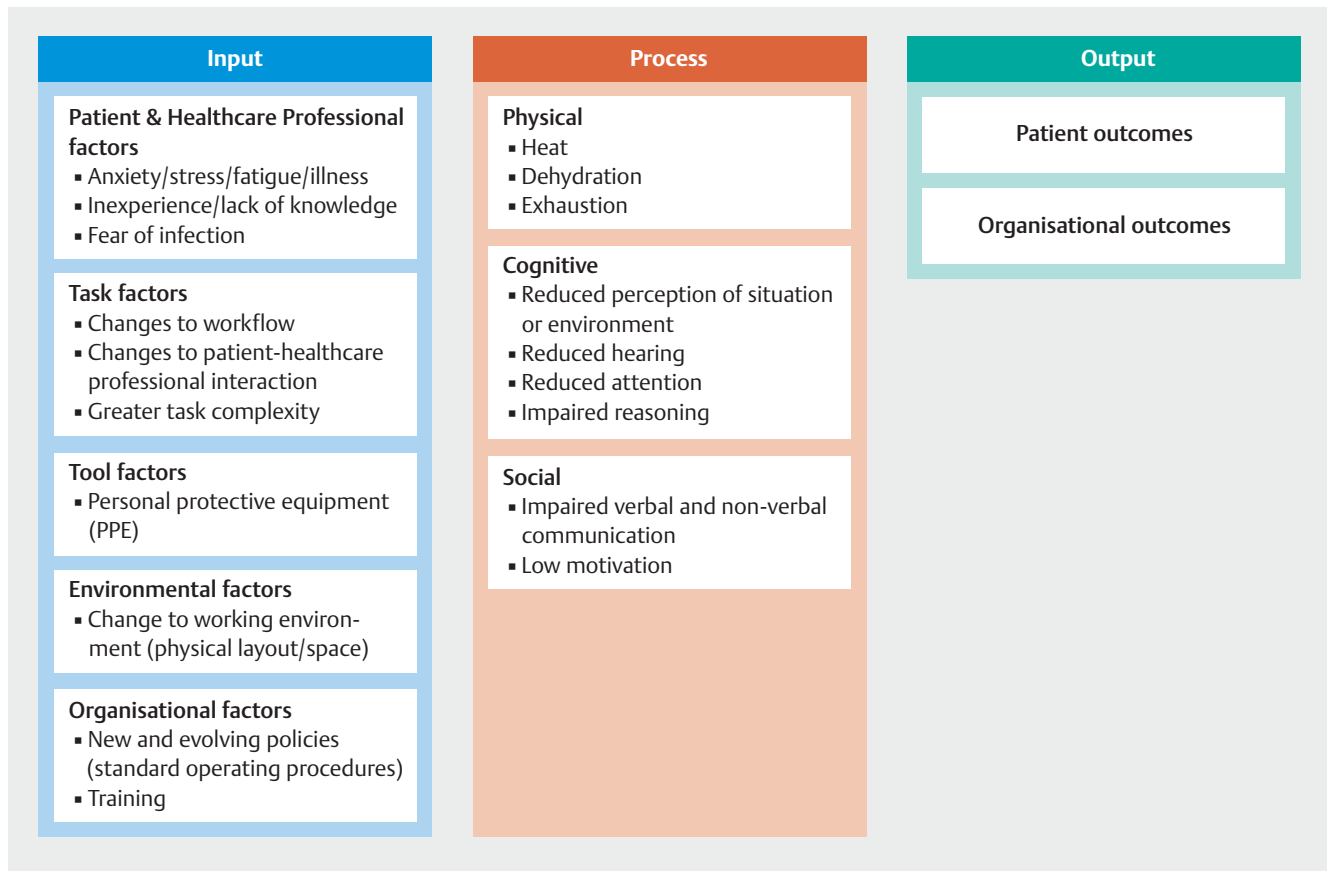 Input
Patient & Healthcare Professional
factors
▪ Anxiety/stress/fatigue/illness
▪ Inexperience/lack of knowledge
▪ Fear of infection
Task factors
▪ Changes to workflow
▪ Changes to patient-healthcare
professional interaction
▪ Greater task complexity
Tool factors
▪ Personal protective equipment
(PPE)
Environmental factors
▪ Change to working environ-
ment (physical layout/space)
Organisational factors
▪ New and evolving policies
(standard operating procedures)
▪ Training
Process
Physical
▪ Heat
▪ Dehydration
▪ Exhaustion
Cognitive
▪ Reduced perception of situation
or environment
▪ Reduced hearing
▪ Reduced attention
▪ Impaired reasoning
Social
▪ Impaired verbal and non-verbal
communication
▪ Low motivation
Output
Patient outcomes
Organisational outcomes